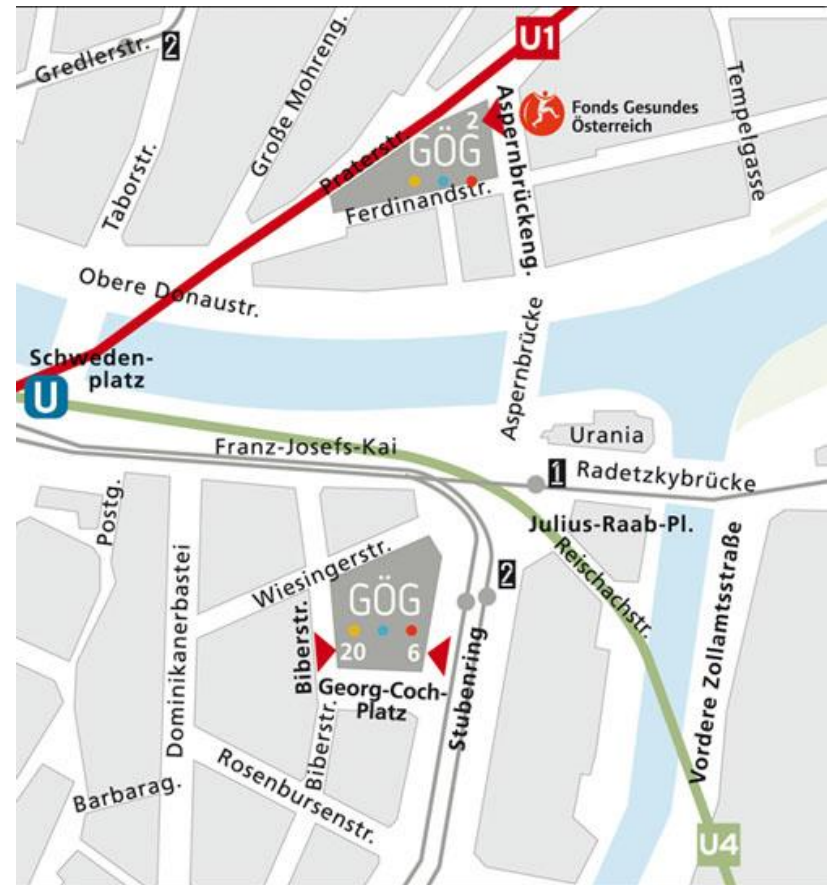 U1
Gredlerstr.
2
Große Mohreng.
Taborstr.
Praterstr.
2
GÖG
Aspernbrückeng.
Fonds Gesundes
Österreich
Tempelgasse
Ferdinandstr.
Obere Donaustr.
Schweden-
platz
U
Aspernbrücke
Urania
Franz-Josefs-Kai
1
Radetzkybrücke
Postg.
Julius-Raab-Pl.
Dominikanerbastei
Wiesingerstr.
2
Reischachstr.
GÖG
Biberstr.
20
6
Stubenring
Vordere Zollamtsstraße
Georg-Coch-
Platz
Biberstr.
Rosenbursenstr.
Barbarag.
U4